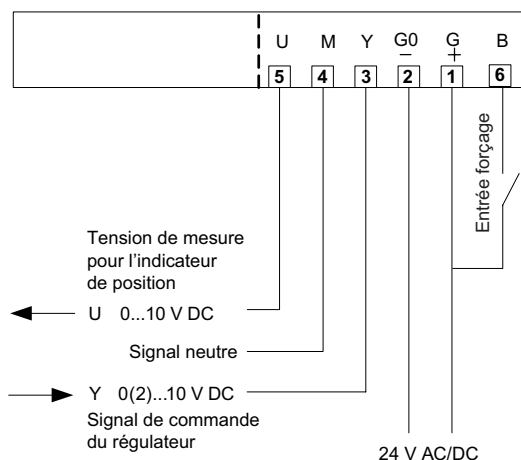 U M Y G0 G B
− +
5 4 3 2 1 6
Entrée forçage
Tension de mesure
pour l'indicateur
de position
U 0...10 V DC
Signal neutre
Y 0(2)...10 V DC
Signal de commande
du régulateur
24 V AC/DC